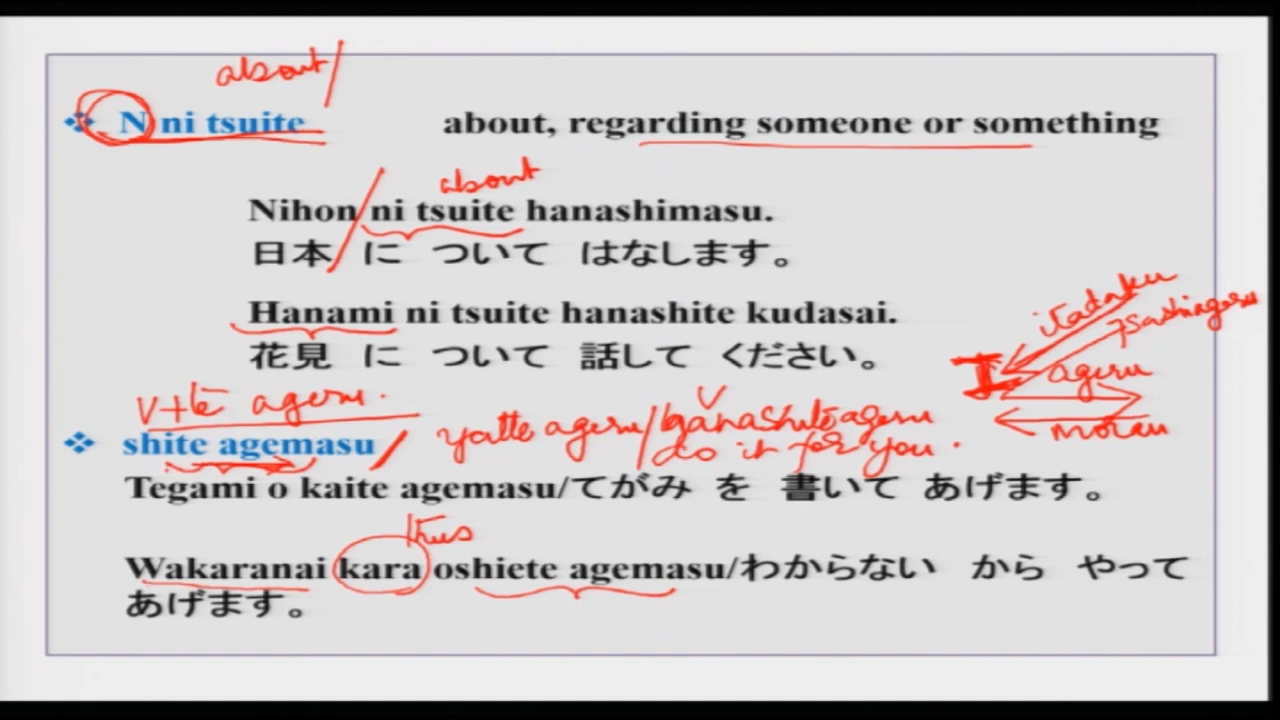 about/
❖ N ni tsuite about, regarding someone or something
about
Nihon/ni tsuite hanashimasu.
日本/に ついて はなします。
Hanami ni tsuite hanashite kudasai.
花見 に ついて 話して ください。
itadaku
sashiageru
I ageru
morau
V+te ageru.
❖ shite agemasu/ yatte ageru/hanashite ageru
do it for you.
Tegami o kaite agemasu/てがみ を 書いて あげます。
thus
Wakaranai kara oshiete agemasu/わからない から やって
あげます。